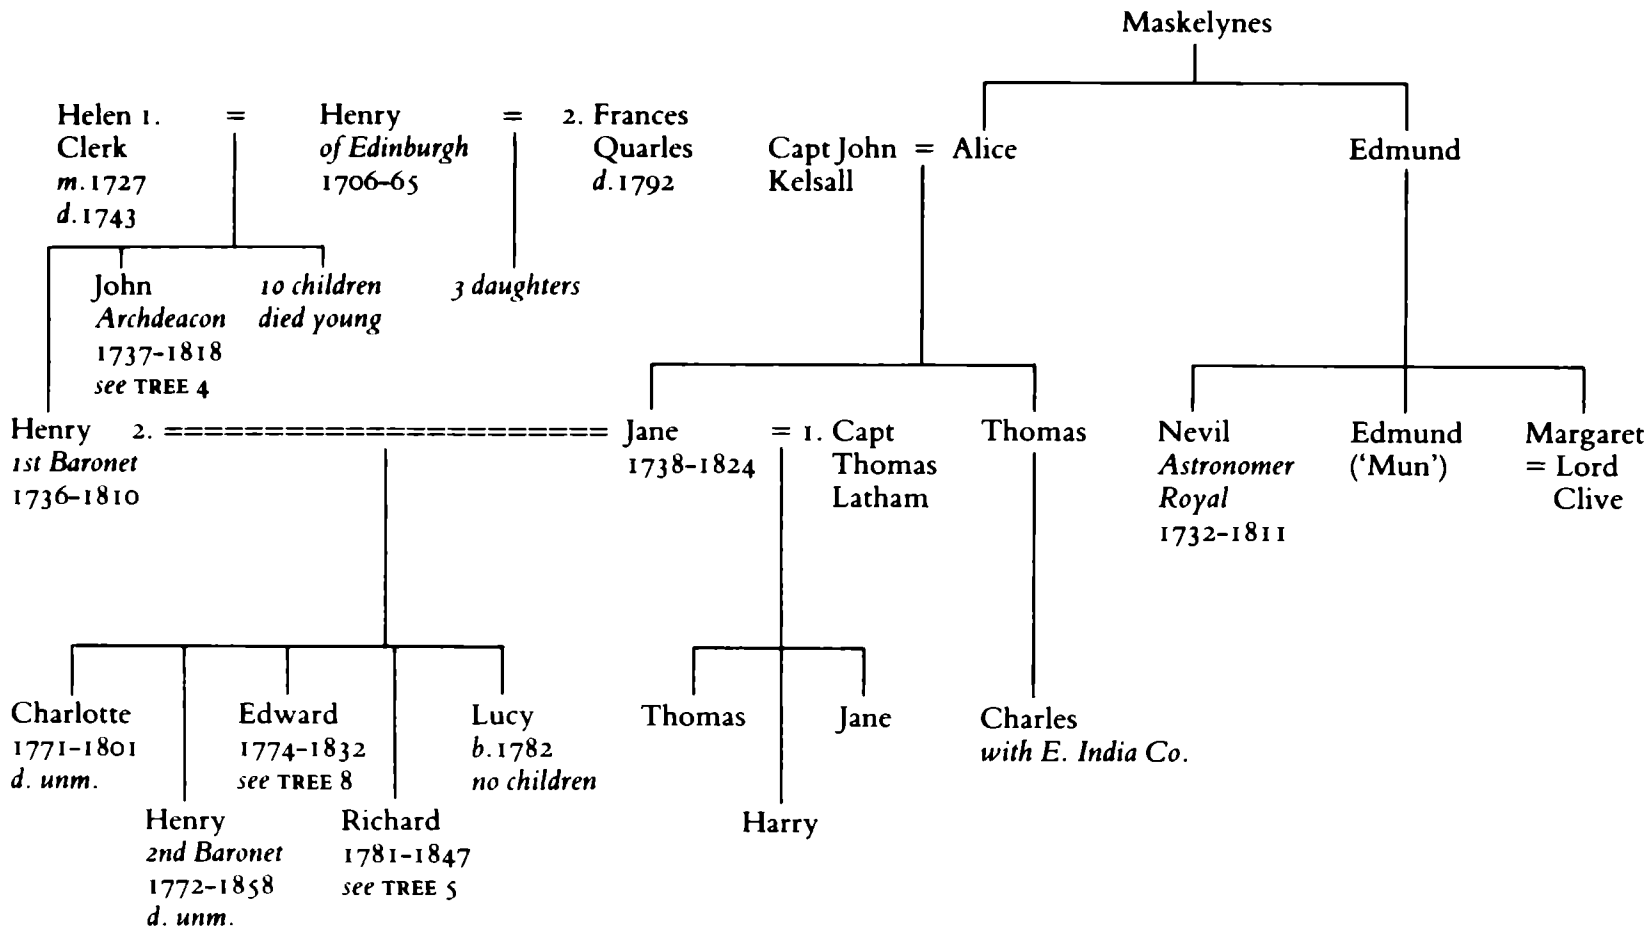 Maskelynes
Helen 1. = Henry = 2. Frances
Clerk of Edinburgh Quarles
m. 1727 1706-65 d. 1792
d. 1743
Capt John = Alice
Kelsall
Edmund
John
Archdeacon
1737-1818
see TREE 4
10 children
died young
3 daughters
Henry 2. ====================== Jane = 1. Capt
1st Baronet 1738-1824 Thomas
1736-1810 Latham
Thomas
Nevil
Astronomer
Royal
1732-1811
Edmund
('Mun')
Margaret
= Lord
Clive
Charlotte
1771-1801
d. unm.
Henry
2nd Baronet
1772-1858
d. unm.
Edward
1774-1832
see TREE 8
Richard
1781-1847
see TREE 5
Lucy
b. 1782
no children
Thomas
Harry
Jane
Charles
with E. India Co.